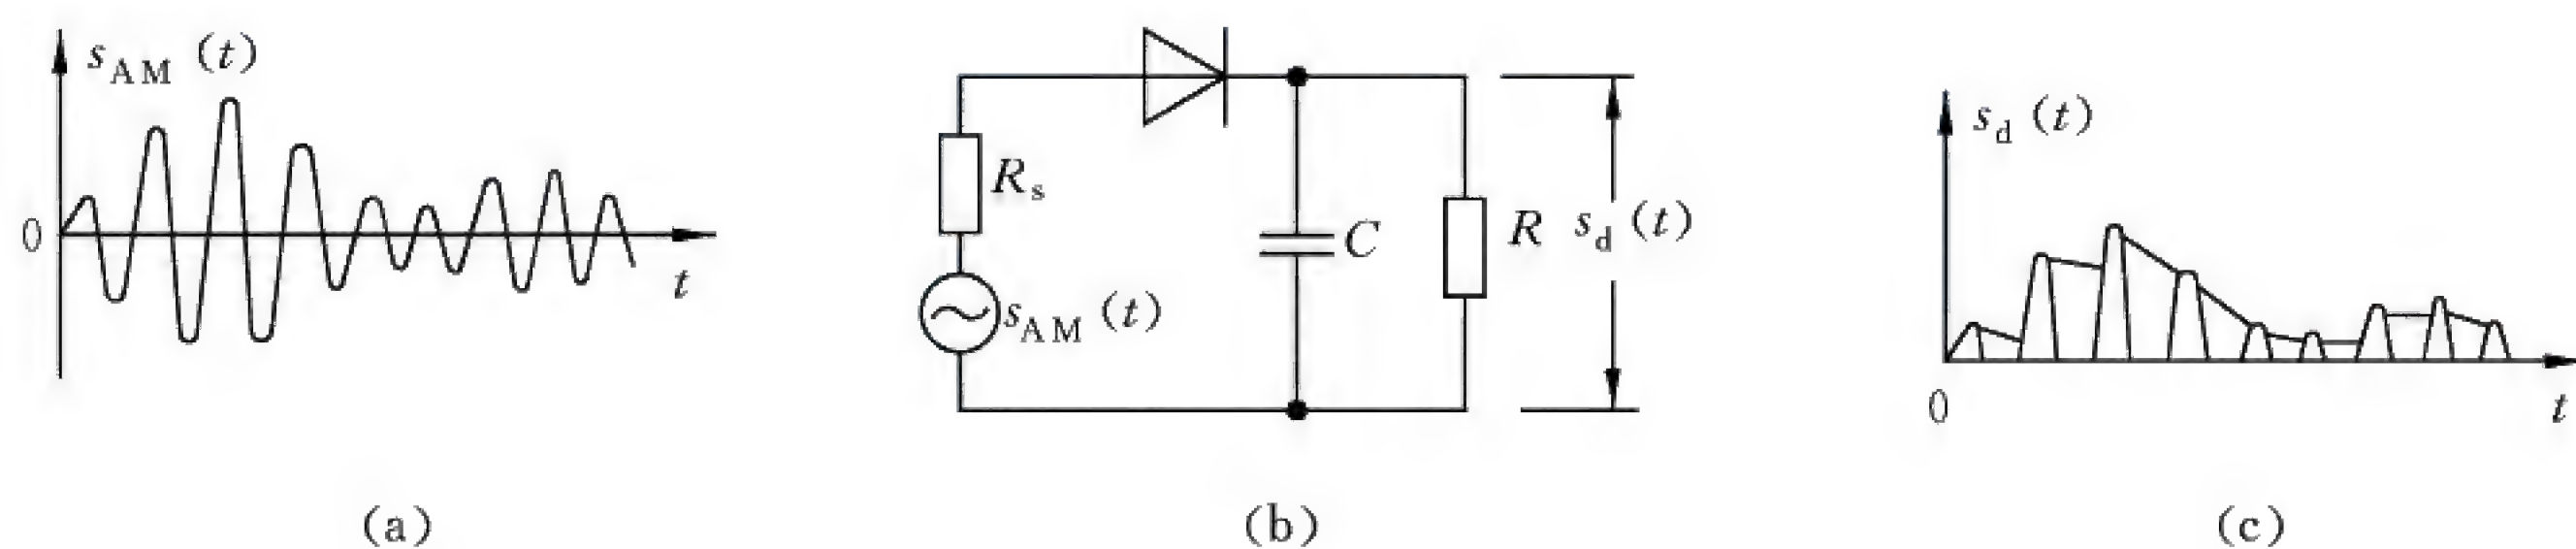 s_AM (t)
0
t
(a)
R_s
s_AM (t)
C
R
s_d (t)
(b)
s_d (t)
0
t
(c)